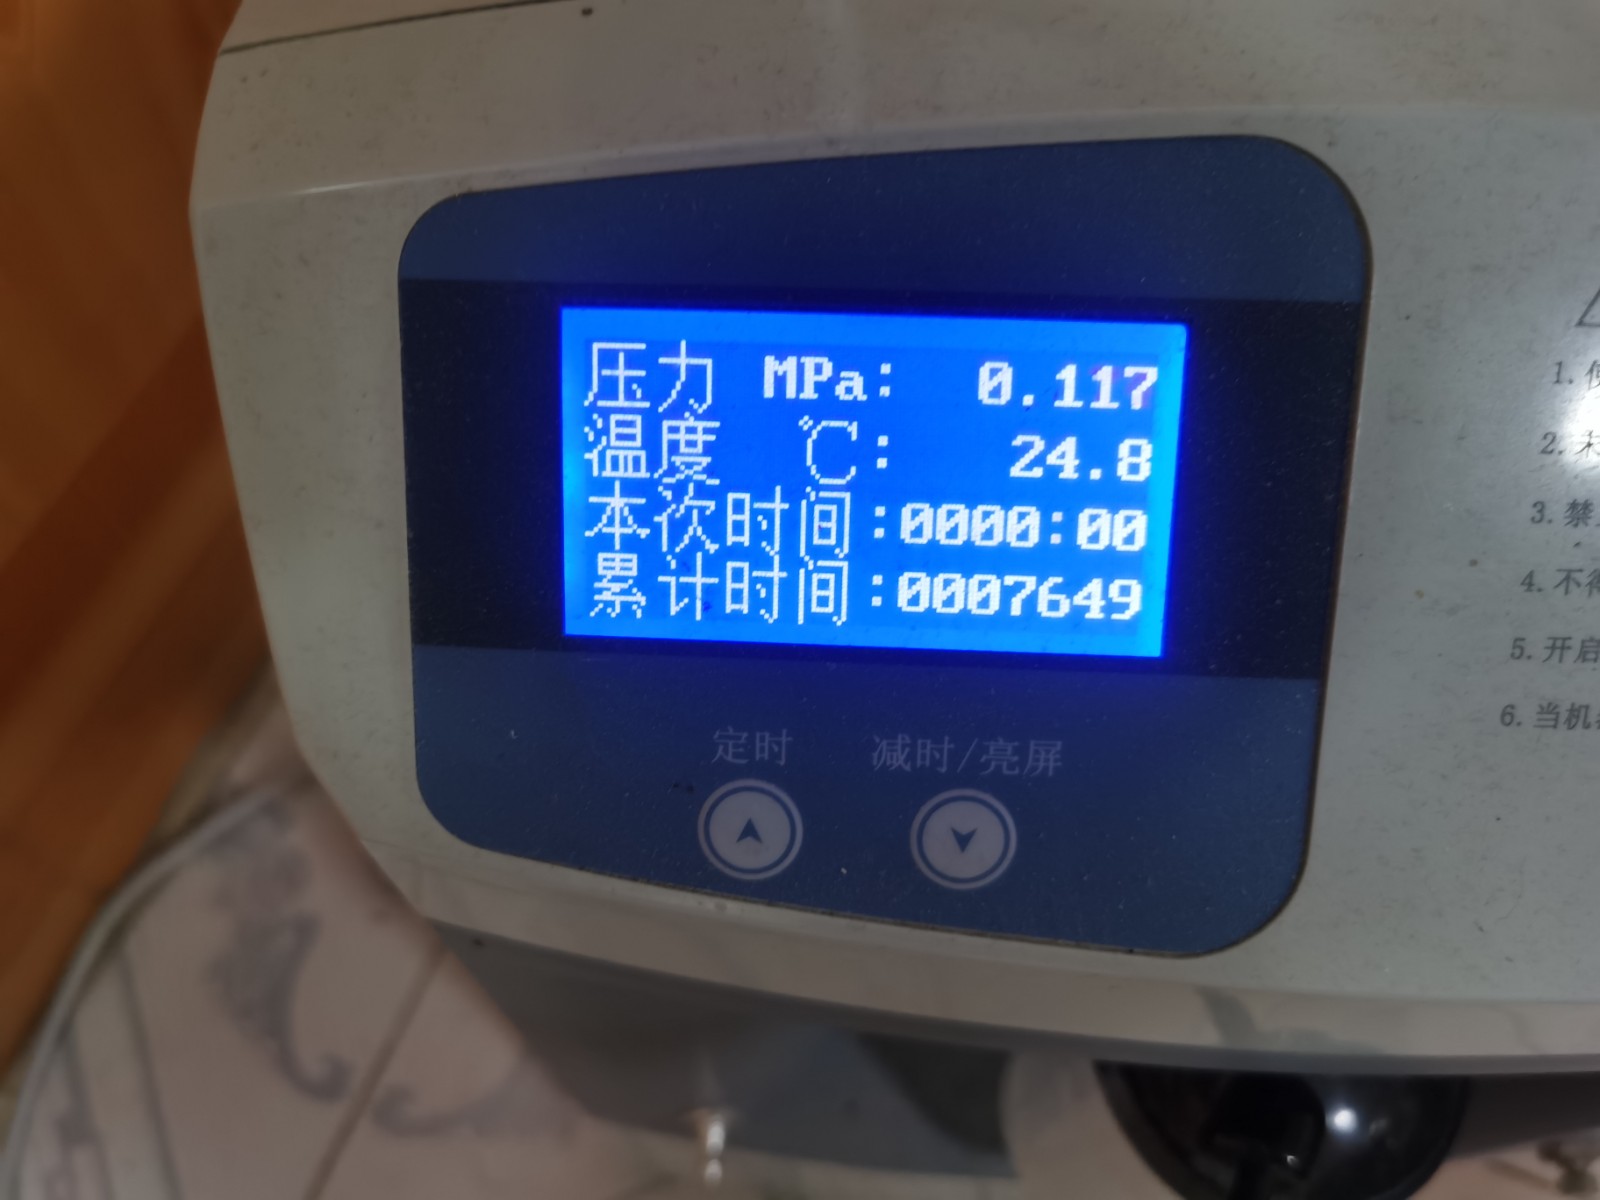 压力 MPa: 0.117
温度 ℃: 24.8
本次时间:0000:00
累计时间:0007649
定时 减时/亮屏
1.
2.
3. 禁
4. 不得
5. 开启
6. 当机